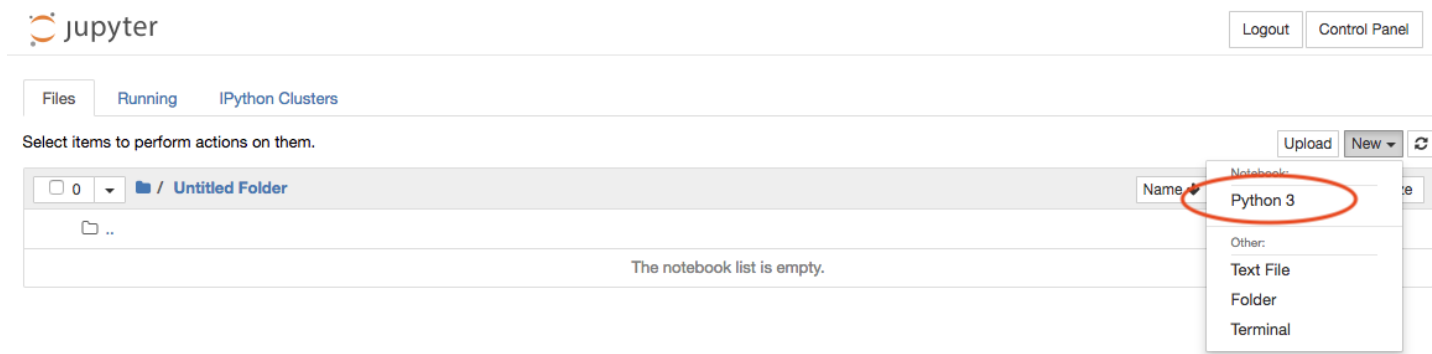 jupyter
Logout Control Panel
Files Running IPython Clusters
Select items to perform actions on them.
Upload New
0 / Untitled Folder
Name
Notebook:
Python 3
..
Other:
The notebook list is empty.
Text File
Folder
Terminal